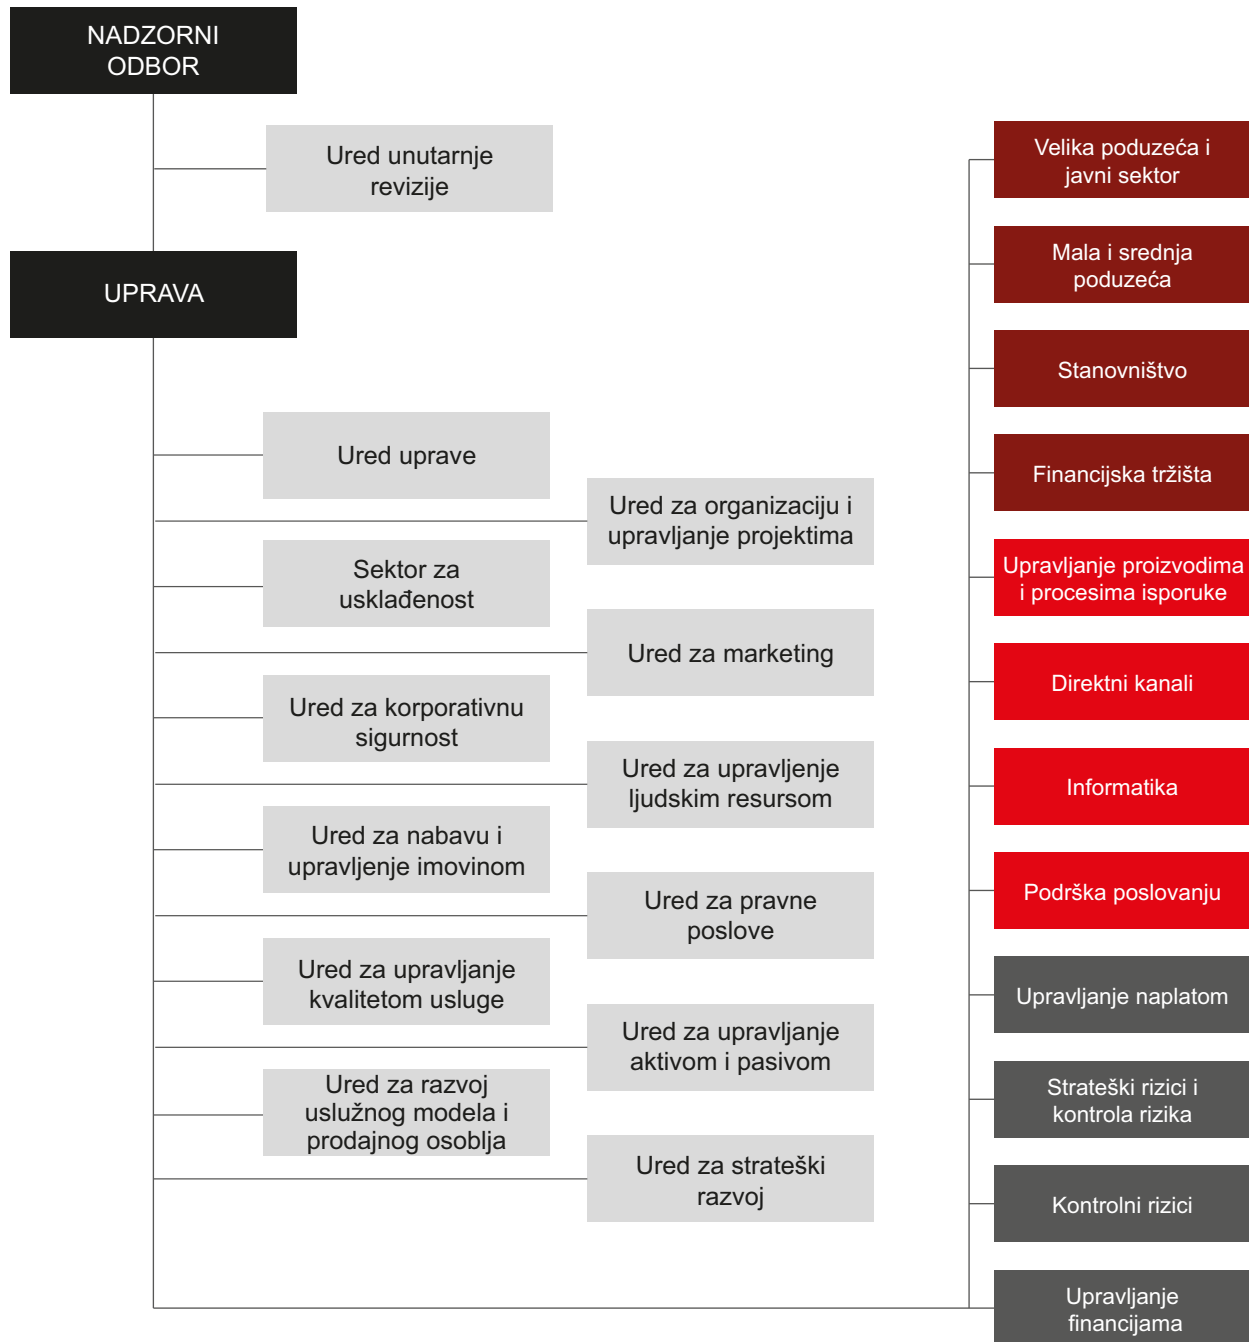 NADZORNI
ODBOR
Ured unutarnje
revizije
UPRAVA
Ured uprave
Ured za organizaciju i
upravljanje projektima
Sektor za
usklađenost
Ured za marketing
Ured za korporativnu
sigurnost
Ured za upravljenje
ljudskim resursom
Ured za nabavu i
upravljenje imovinom
Ured za pravne
poslove
Ured za upravljanje
kvalitetom usluge
Ured za upravljanje
aktivom i pasivom
Ured za razvoj
uslužnog modela i
prodajnog osoblja
Ured za strateški
razvoj
Velika poduzeća i
javni sektor
Mala i srednja
poduzeća
Stanovništvo
Financijska tržišta
Upravljanje proizvodima
i procesima isporuke
Direktni kanali
Informatika
Podrška poslovanju
Upravljanje naplatom
Strateški rizici i
kontrola rizika
Kontrolni rizici
Upravljanje
financijama